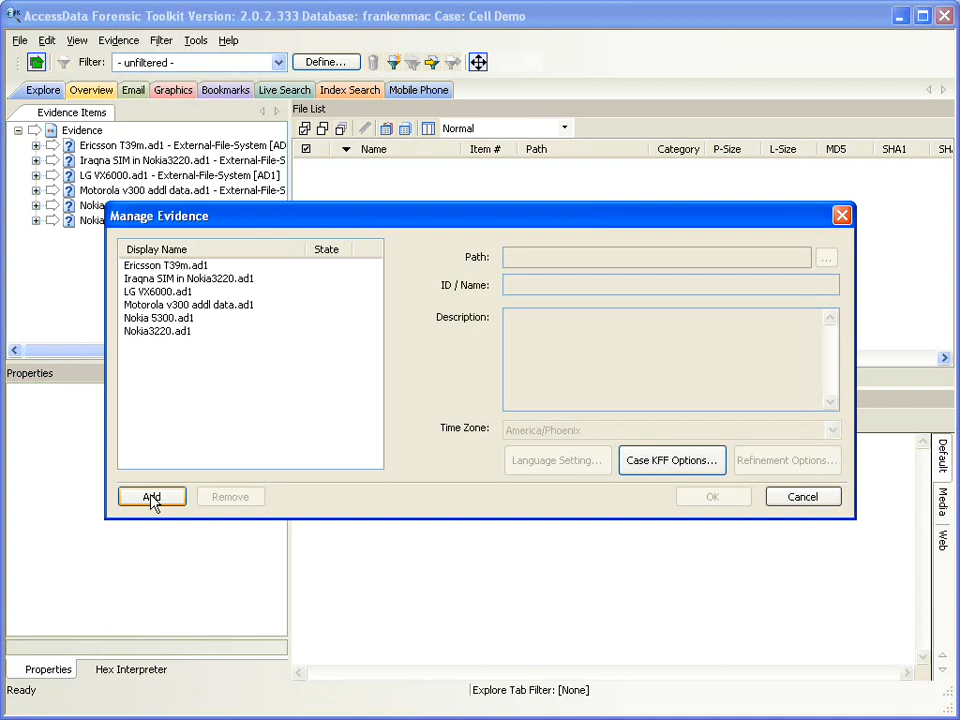 AccessData Forensic Toolkit Version: 2.0.2.333 Database: frankenmac Case: Cell Demo
File Edit View Evidence Filter Tools Help
Filter: - unfiltered - Define...
Explore Overview Email Graphics Bookmarks Live Search Index Search Mobile Phone
Evidence Items
File List
Normal
Name Item # Path Category P-Size L-Size MD5 SHA1 SH
Evidence
Ericsson T39m.ad1 - External-File-System [AD
Iraqna SIM in Nokia3220.ad1 - External-File-S
LG VX6000.ad1 - External-File-System [AD1]
Motorola v300 addl data.ad1 - External-File-S
Nokia
Nokia
Manage Evidence
Display Name State
Ericsson T39m.ad1
Iraqna SIM in Nokia3220.ad1
LG VX6000.ad1
Motorola v300 addl data.ad1
Nokia 5300.ad1
Nokia3220.ad1
Path: ...
ID / Name:
Description:
Time Zone: America/Phoenix
Language Setting... Case KFF Options... Refinement Options...
Add Remove OK Cancel
Properties
Default
Media
Web
Properties Hex Interpreter
Ready Explore Tab Filter: [None]